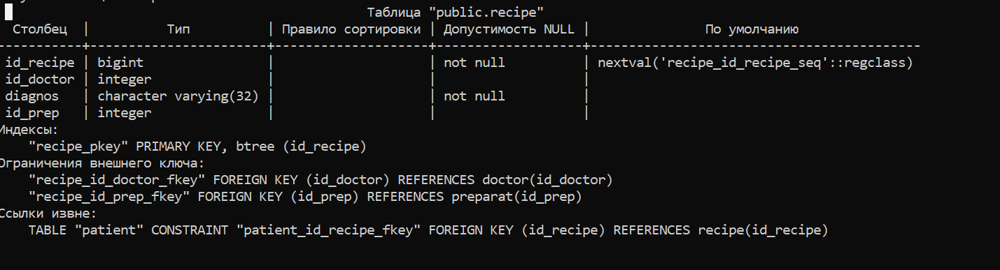 Таблица "public.recipe"
Столбец | Тип | Правило сортировки | Допустимость NULL | По умолчанию
-----------+------------------------+--------------------+-------------------+-------------------------------------------
id_recipe | bigint | | not null | nextval('recipe_id_recipe_seq'::regclass)
id_doctor | integer | | |
diagnos | character varying(32) | | not null |
id_prep | integer | | |
Индексы:
"recipe_pkey" PRIMARY KEY, btree (id_recipe)
Ограничения внешнего ключа:
"recipe_id_doctor_fkey" FOREIGN KEY (id_doctor) REFERENCES doctor(id_doctor)
"recipe_id_prep_fkey" FOREIGN KEY (id_prep) REFERENCES preparat(id_prep)
Ссылки извне:
TABLE "patient" CONSTRAINT "patient_id_recipe_fkey" FOREIGN KEY (id_recipe) REFERENCES recipe(id_recipe)